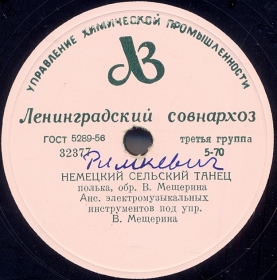 УПРАВЛЕНИЕ ХИМИЧЕСКОЙ ПРОМЫШЛЕННОСТИ
Ленинградский совнархоз
ГОСТ 5289-56 третья группа
32377 5-70
Римкевич
НЕМЕЦКИЙ СЕЛЬСКИЙ ТАНЕЦ
полька, обр. В. Мещерина
Анс. электромузыкальных
инструментов под упр.
В. Мещерина